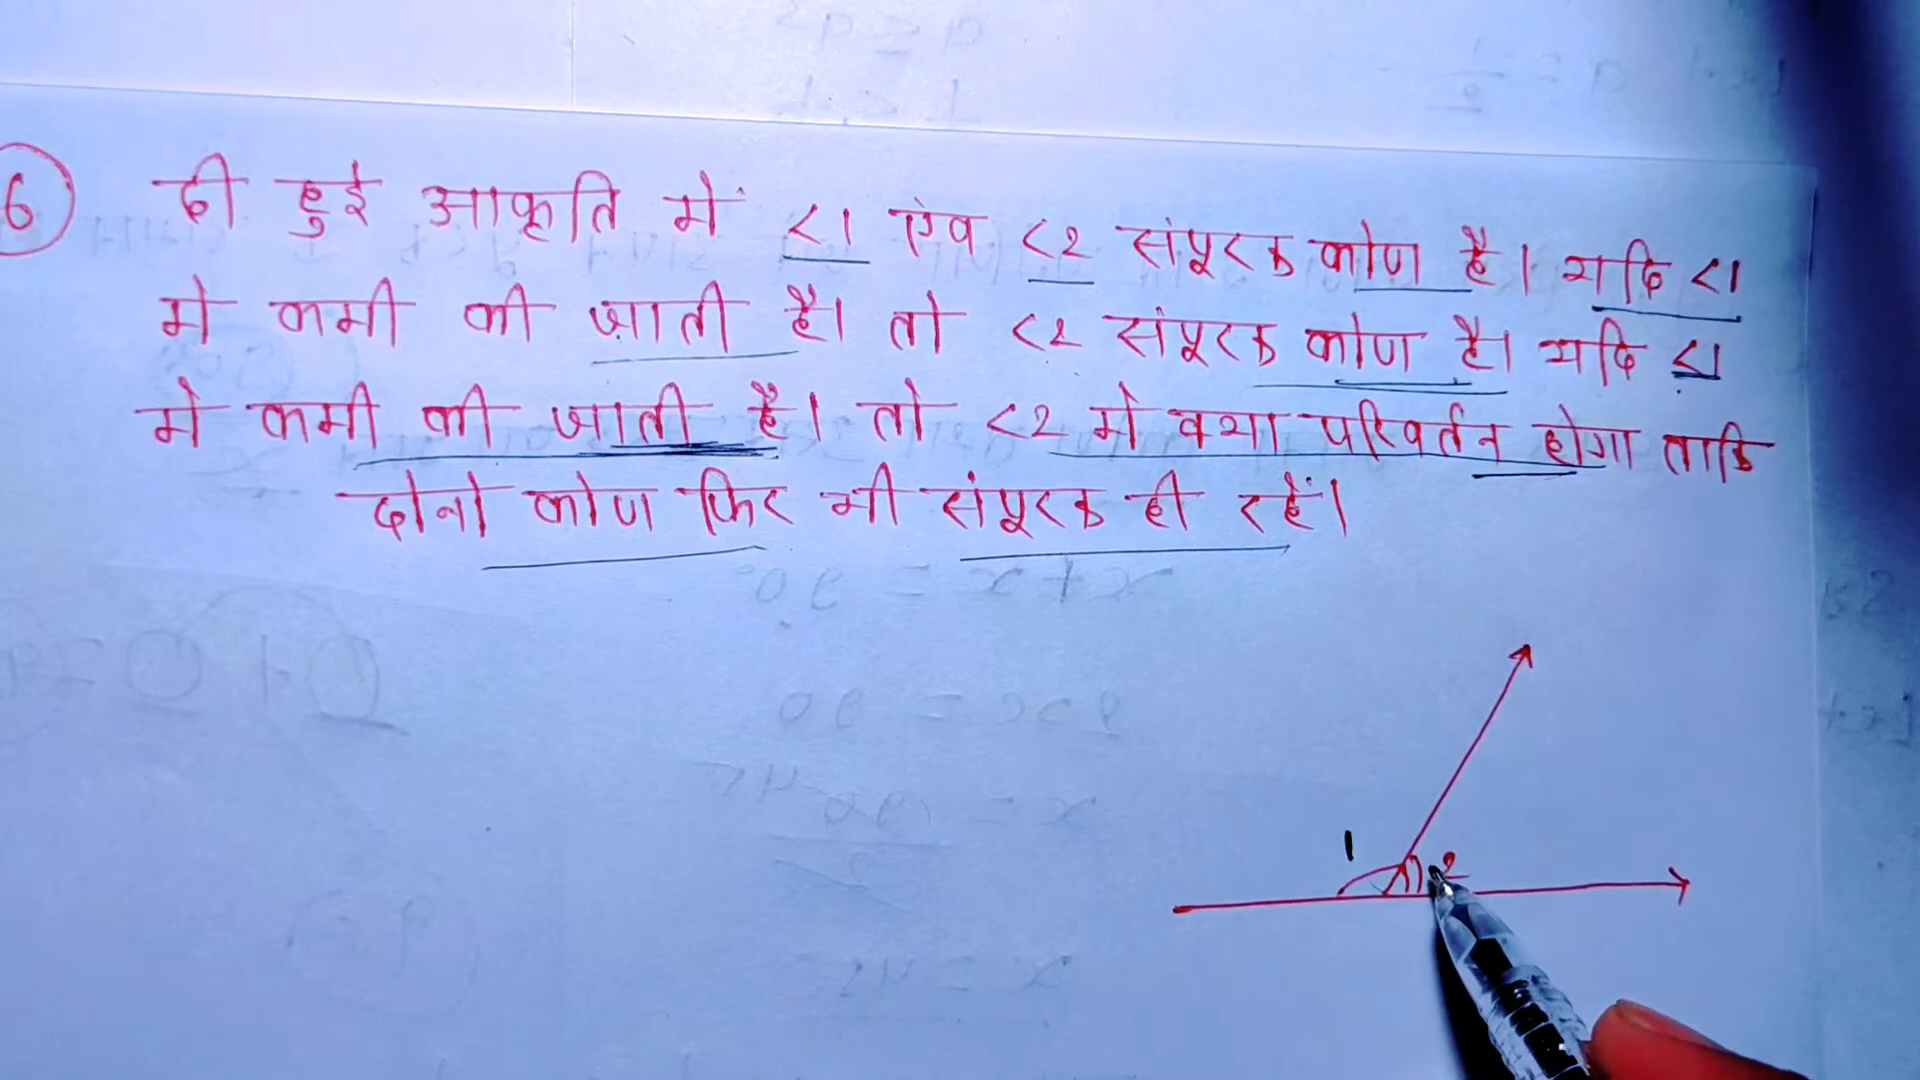 6 दी हुई आकृति में <1 एंव <2 संपूरक कोण है। यदि <1
मे कमी की जाती है। तो <2 संपूरक कोण है। यदि <1
मे कमी की जाती है। तो <2 मे क्या परिवर्तन होगा ताकि
दोनो कोण फिर भी संपूरक ही रहें।
1
2